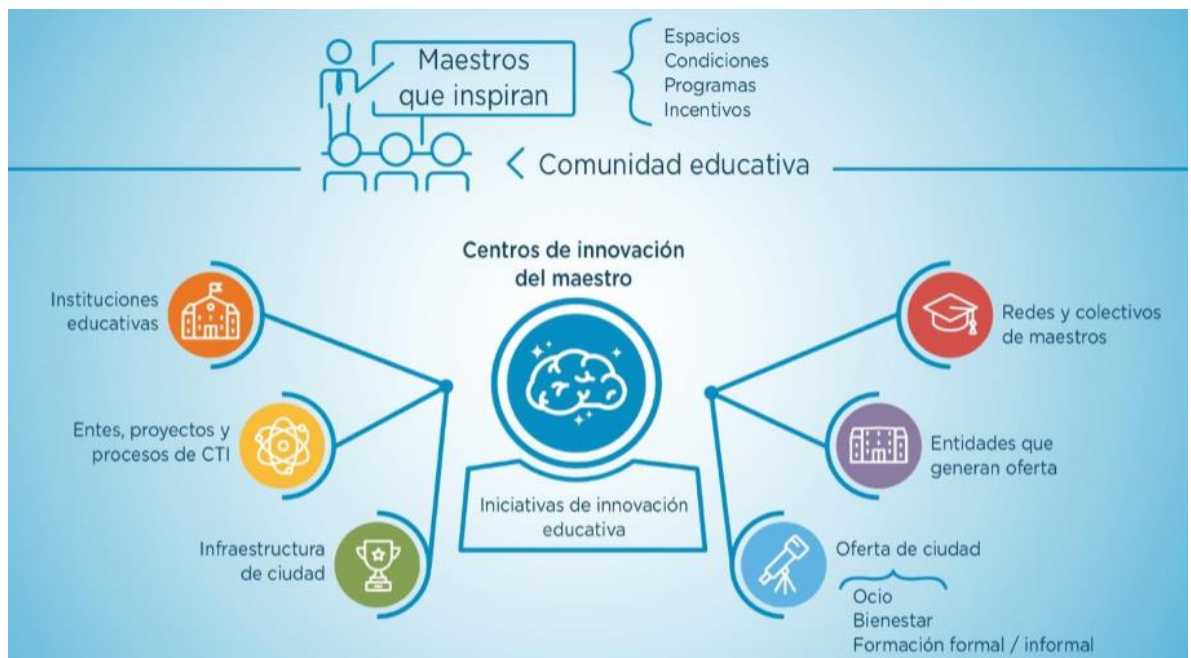 Maestros
que inspiran
Espacios
Condiciones
Programas
Incentivos
Comunidad educativa
Centros de innovación
del maestro
Instituciones
educativas
Entes, proyectos y
procesos de CTI
Infraestructura
de ciudad
Iniciativas de innovación
educativa
Redes y colectivos
de maestros
Entidades que
generan oferta
Oferta de ciudad
Ocio
Bienestar
Formación formal / informal